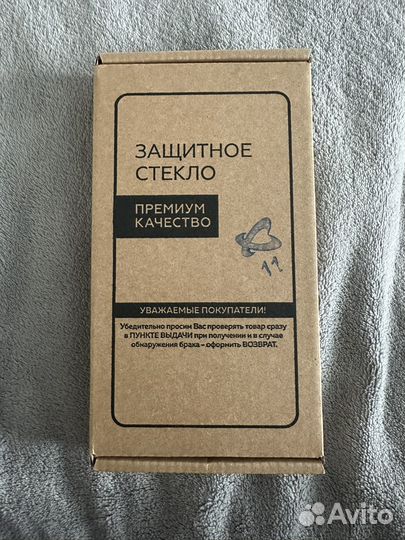 ЗАЩИТНОЕ
СТЕКЛО
ПРЕМИУМ
КАЧЕСТВО
11
УВАЖАЕМЫЕ ПОКУПАТЕЛИ!
Убедительно просим Вас проверять товар сразу
в ПУНКТЕ ВЫДАЧИ при получении и в случае
обнаружения брака – оформить ВОЗВРАТ.
Avito